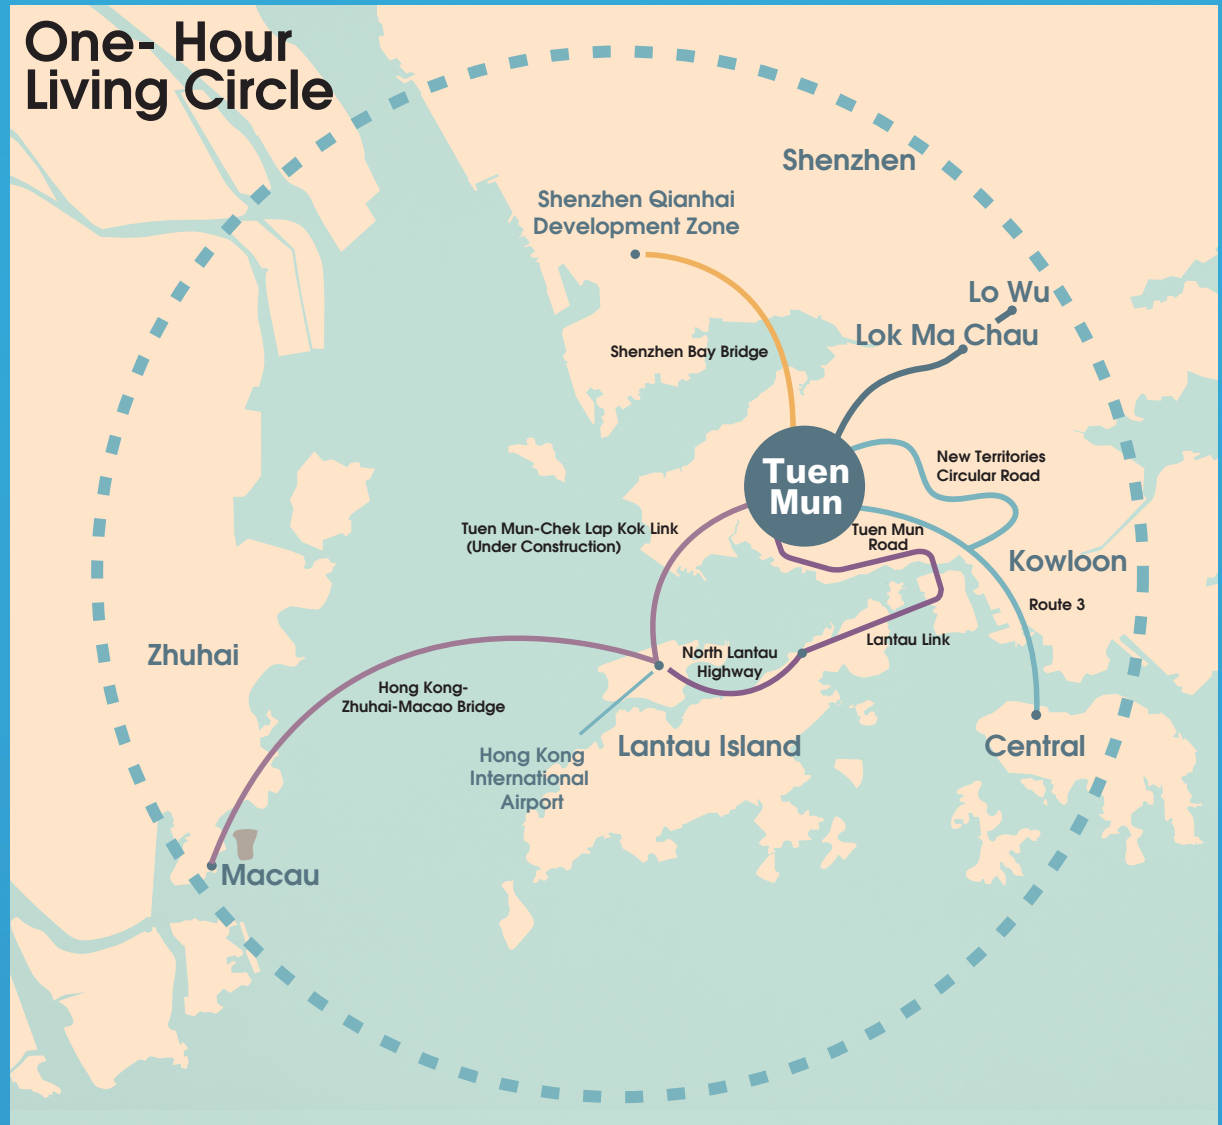 One- Hour
Living Circle
Shenzhen
Shenzhen Qianhai
Development Zone
Lo Wu
Lok Ma Chau
Shenzhen Bay Bridge
New Territories
Circular Road
Tuen
Mun
Tuen Mun-Chek Lap Kok Link
(Under Construction)
Tuen Mun
Road
Kowloon
Route 3
Zhuhai
North Lantau
Highway
Lantau Link
Hong Kong-
Zhuhai-Macao Bridge
Hong Kong
International
Airport
Lantau Island
Central
Macau